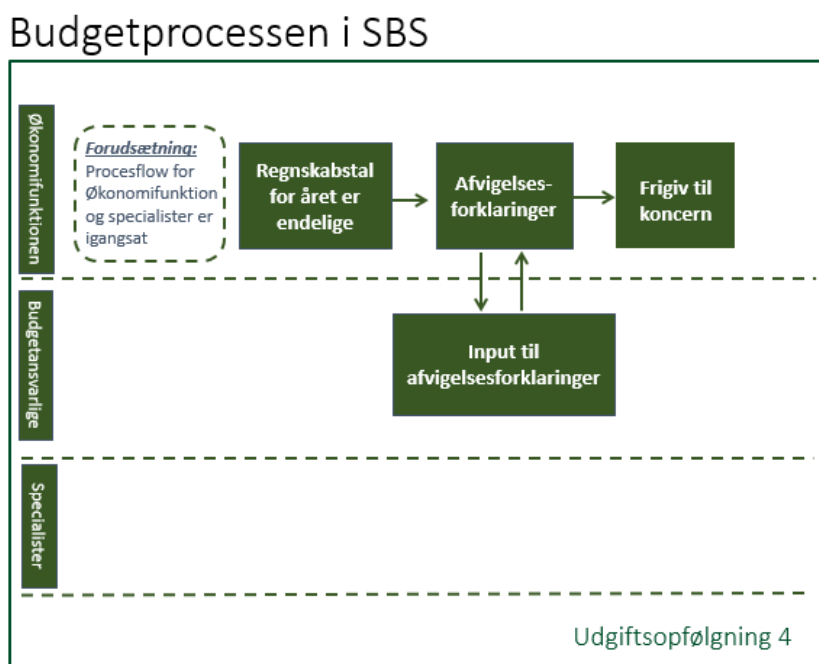 Budgetprocessen i SBS
Økonomifunktionen
Forudsætning:
Procesflow for
Økonomifunktion
og specialister er
igangsat
Regnskabstal
for året er
endelige
Afvigelses-
forklaringer
Frigiv til
koncern
Budgetansvarlige
Input til
afvigelsesforklaringer
Specialister
Udgiftsopfølgning 4